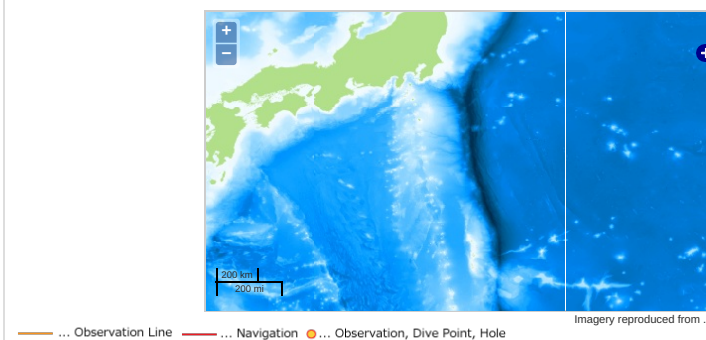 +
−
200 km
200 mi
Imagery reproduced from .
... Observation Line ... Navigation ... Observation, Dive Point, Hole